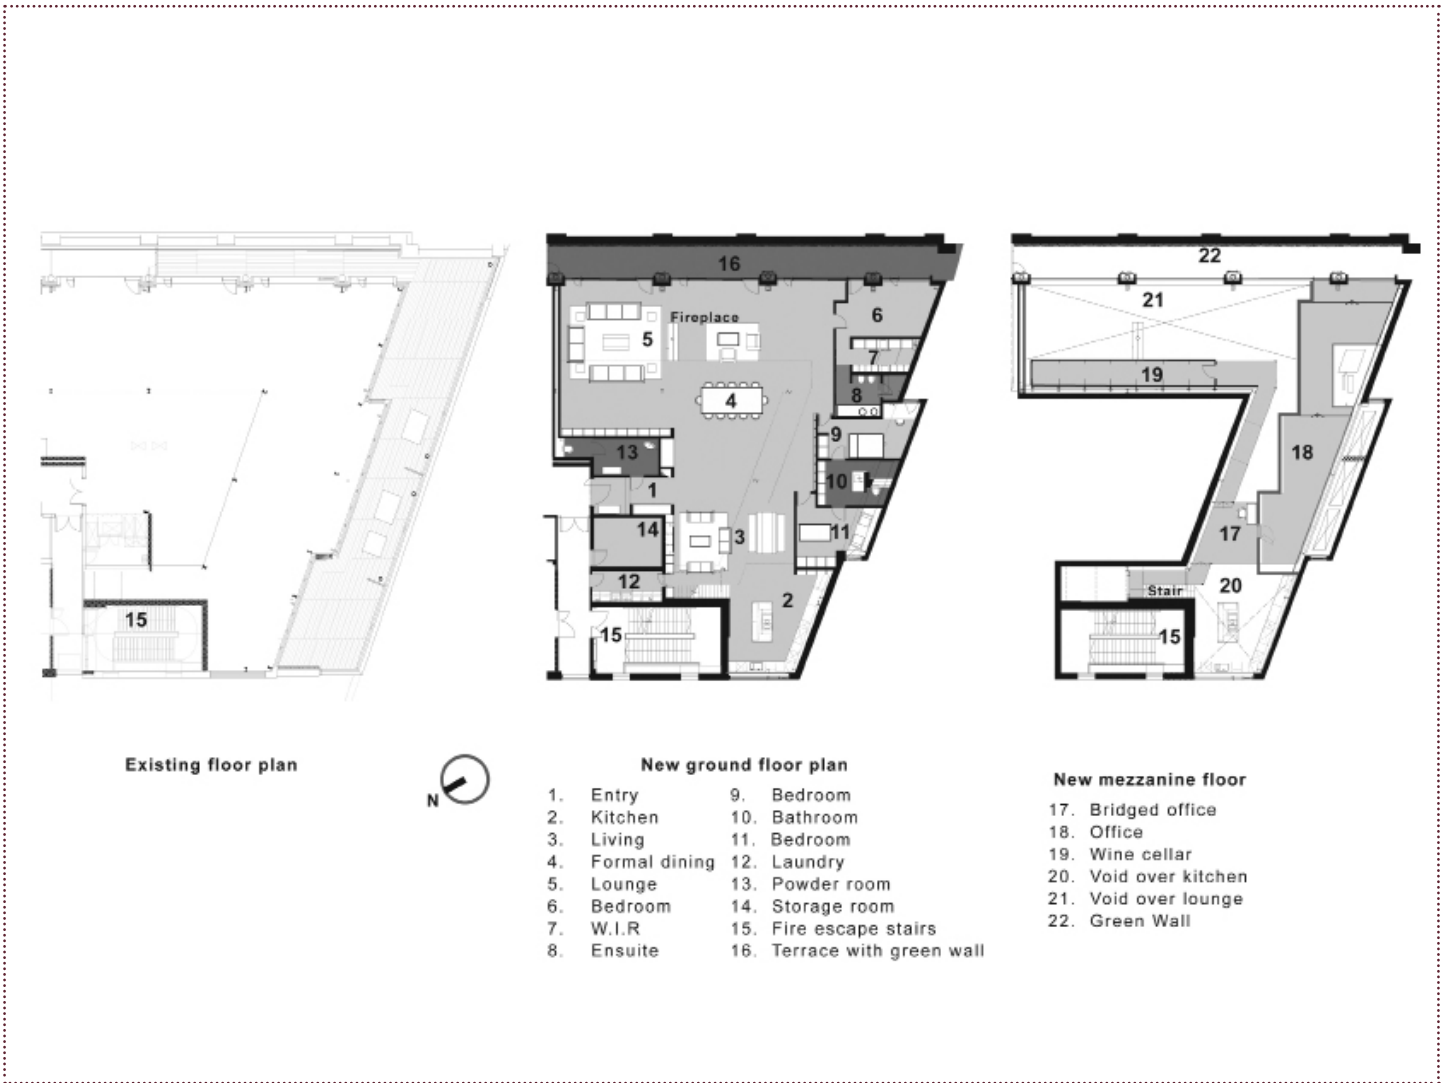 15
Existing floor plan
N
16
Fireplace
5
6
7
8
4
9
13
10
1
14
3
11
12
2
15
New ground floor plan
1. Entry
2. Kitchen
3. Living
4. Formal dining
5. Lounge
6. Bedroom
7. W.I.R
8. Ensuite
9. Bedroom
10. Bathroom
11. Bedroom
12. Laundry
13. Powder room
14. Storage room
15. Fire escape stairs
16. Terrace with green wall
22
21
19
18
17
Stair
20
15
New mezzanine floor
17. Bridged office
18. Office
19. Wine cellar
20. Void over kitchen
21. Void over lounge
22. Green Wall